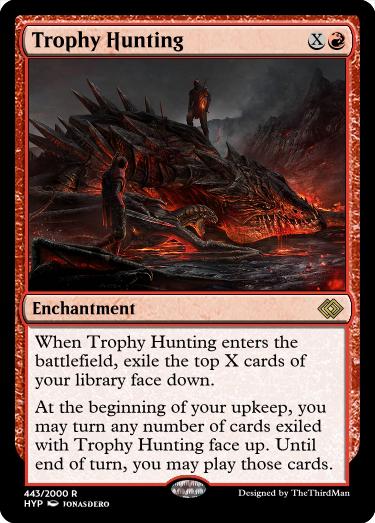 Trophy Hunting
X
Enchantment
When Trophy Hunting enters the
battlefield, exile the top X cards of
your library face down.
At the beginning of your upkeep, you
may turn any number of cards exiled
with Trophy Hunting face up. Until
end of turn, you may play those cards.
443/2000 R
HYP JONASDERO
Designed by TheThirdMan